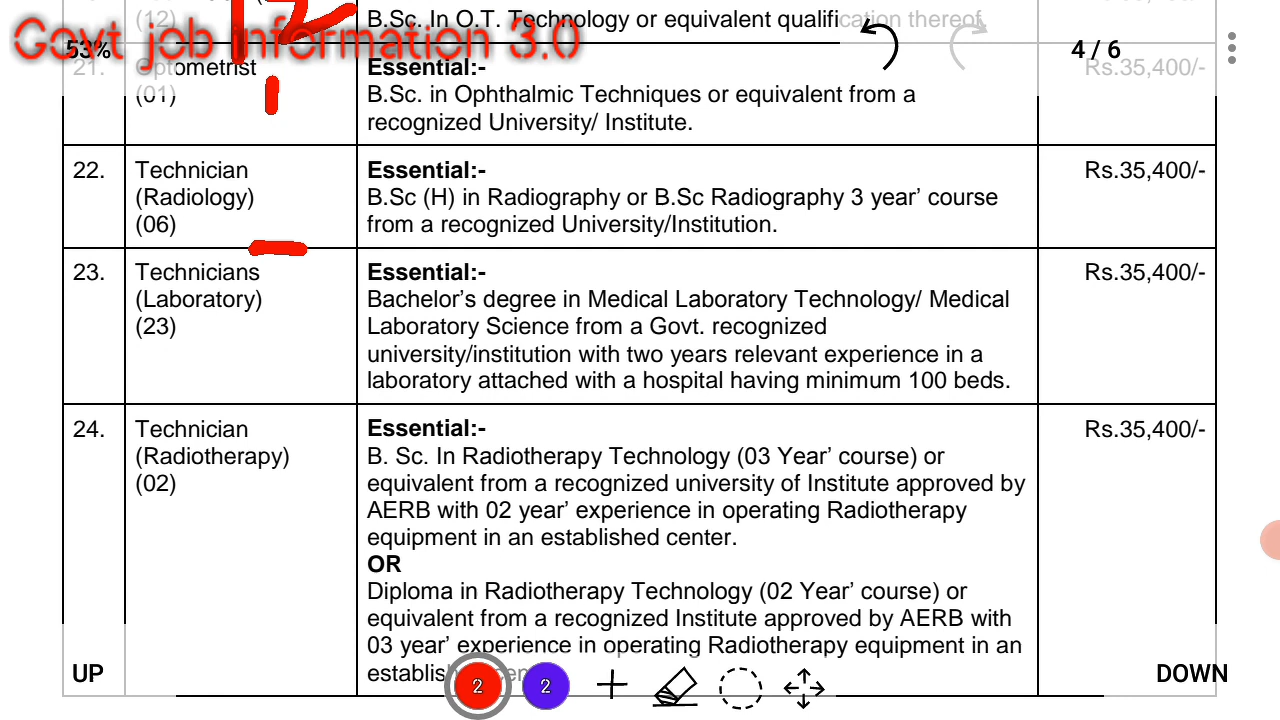 (12)
B.Sc. In O.T. Technology or equivalent qualification thereof
Govt job Information 3.0
53%
4 / 6
21.
Optometrist
(01)
Essential:-
B.Sc. in Ophthalmic Techniques or equivalent from a
recognized University/ Institute.
Rs.35,400/-
22.
Technician
(Radiology)
(06)
Essential:-
B.Sc (H) in Radiography or B.Sc Radiography 3 year’ course
from a recognized University/Institution.
Rs.35,400/-
23.
Technicians
(Laboratory)
(23)
Essential:-
Bachelor’s degree in Medical Laboratory Technology/ Medical
Laboratory Science from a Govt. recognized
university/institution with two years relevant experience in a
laboratory attached with a hospital having minimum 100 beds.
Rs.35,400/-
24.
Technician
(Radiotherapy)
(02)
Essential:-
B. Sc. In Radiotherapy Technology (03 Year’ course) or
equivalent from a recognized university of Institute approved by
AERB with 02 year’ experience in operating Radiotherapy
equipment in an established center.
OR
Diploma in Radiotherapy Technology (02 Year’ course) or
equivalent from a recognized Institute approved by AERB with
03 year’ experience in operating Radiotherapy equipment in an
Rs.35,400/-
UP
2
2
DOWN